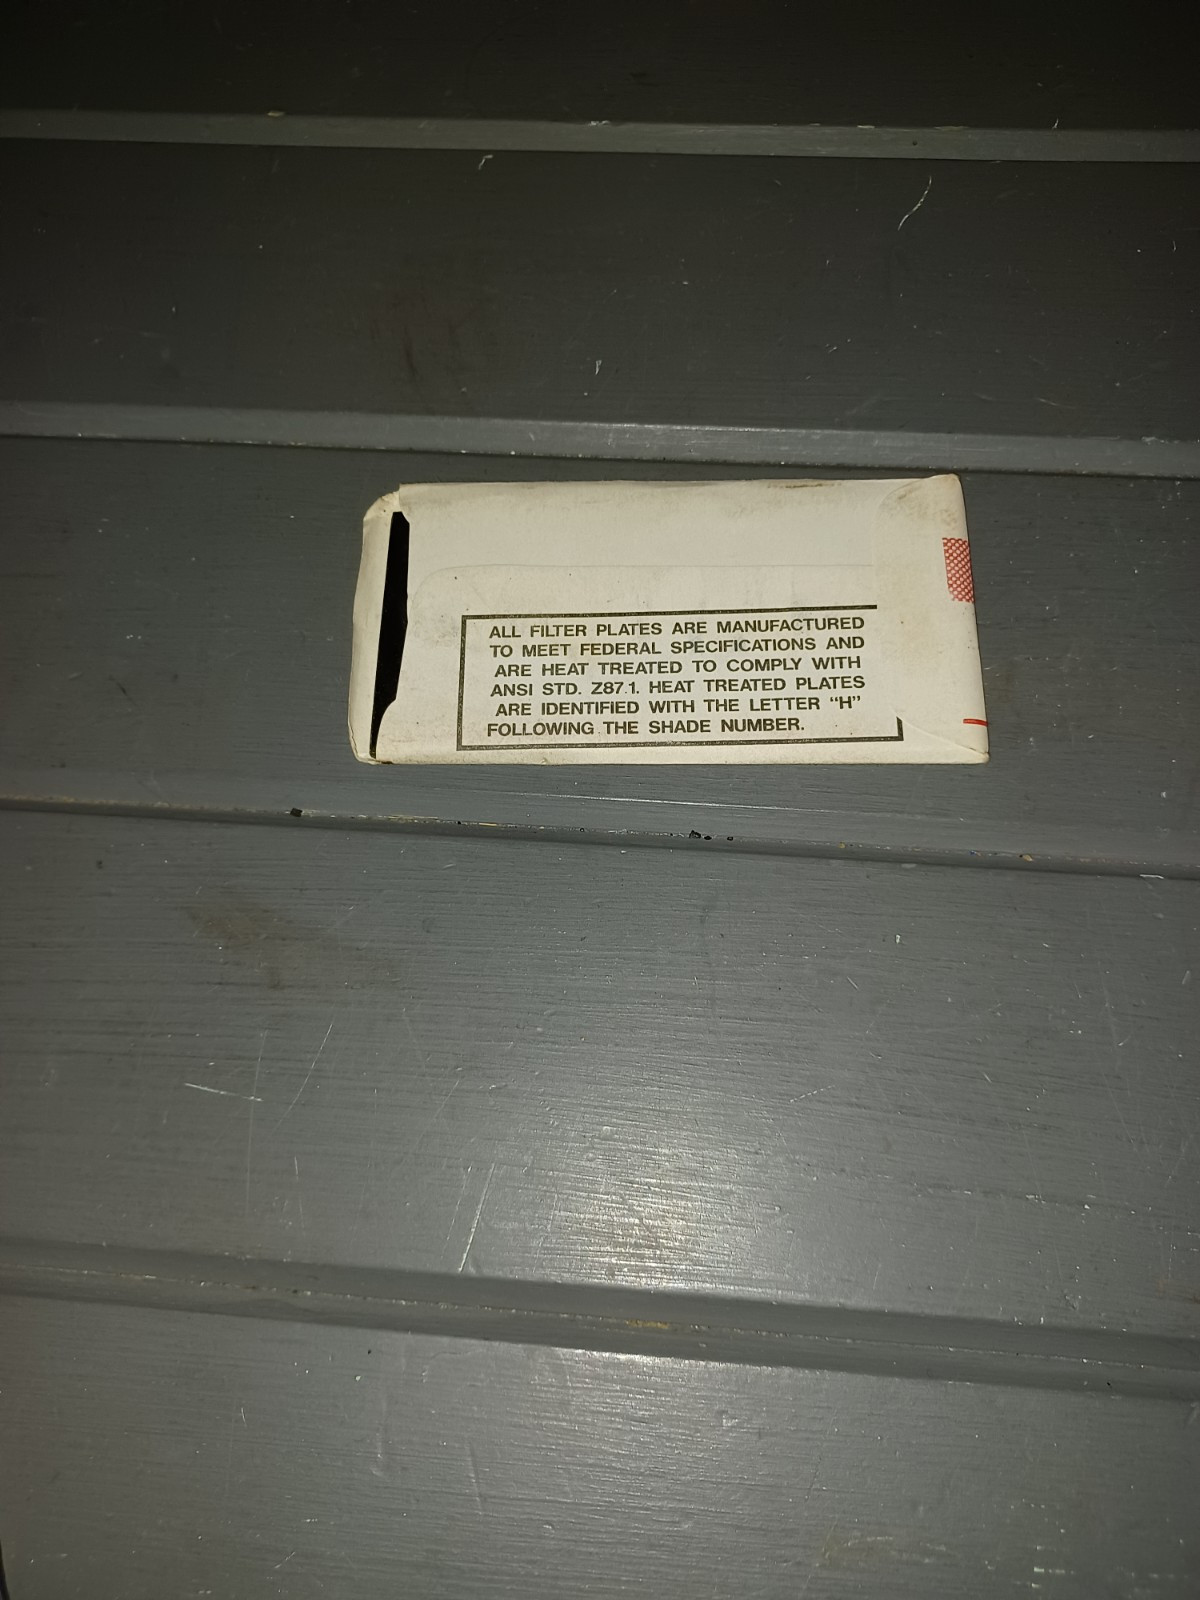 ALL FILTER PLATES ARE MANUFACTURED
TO MEET FEDERAL SPECIFICATIONS AND
ARE HEAT TREATED TO COMPLY WITH
ANSI STD. Z87.1. HEAT TREATED PLATES
ARE IDENTIFIED WITH THE LETTER “H”
FOLLOWING THE SHADE NUMBER.